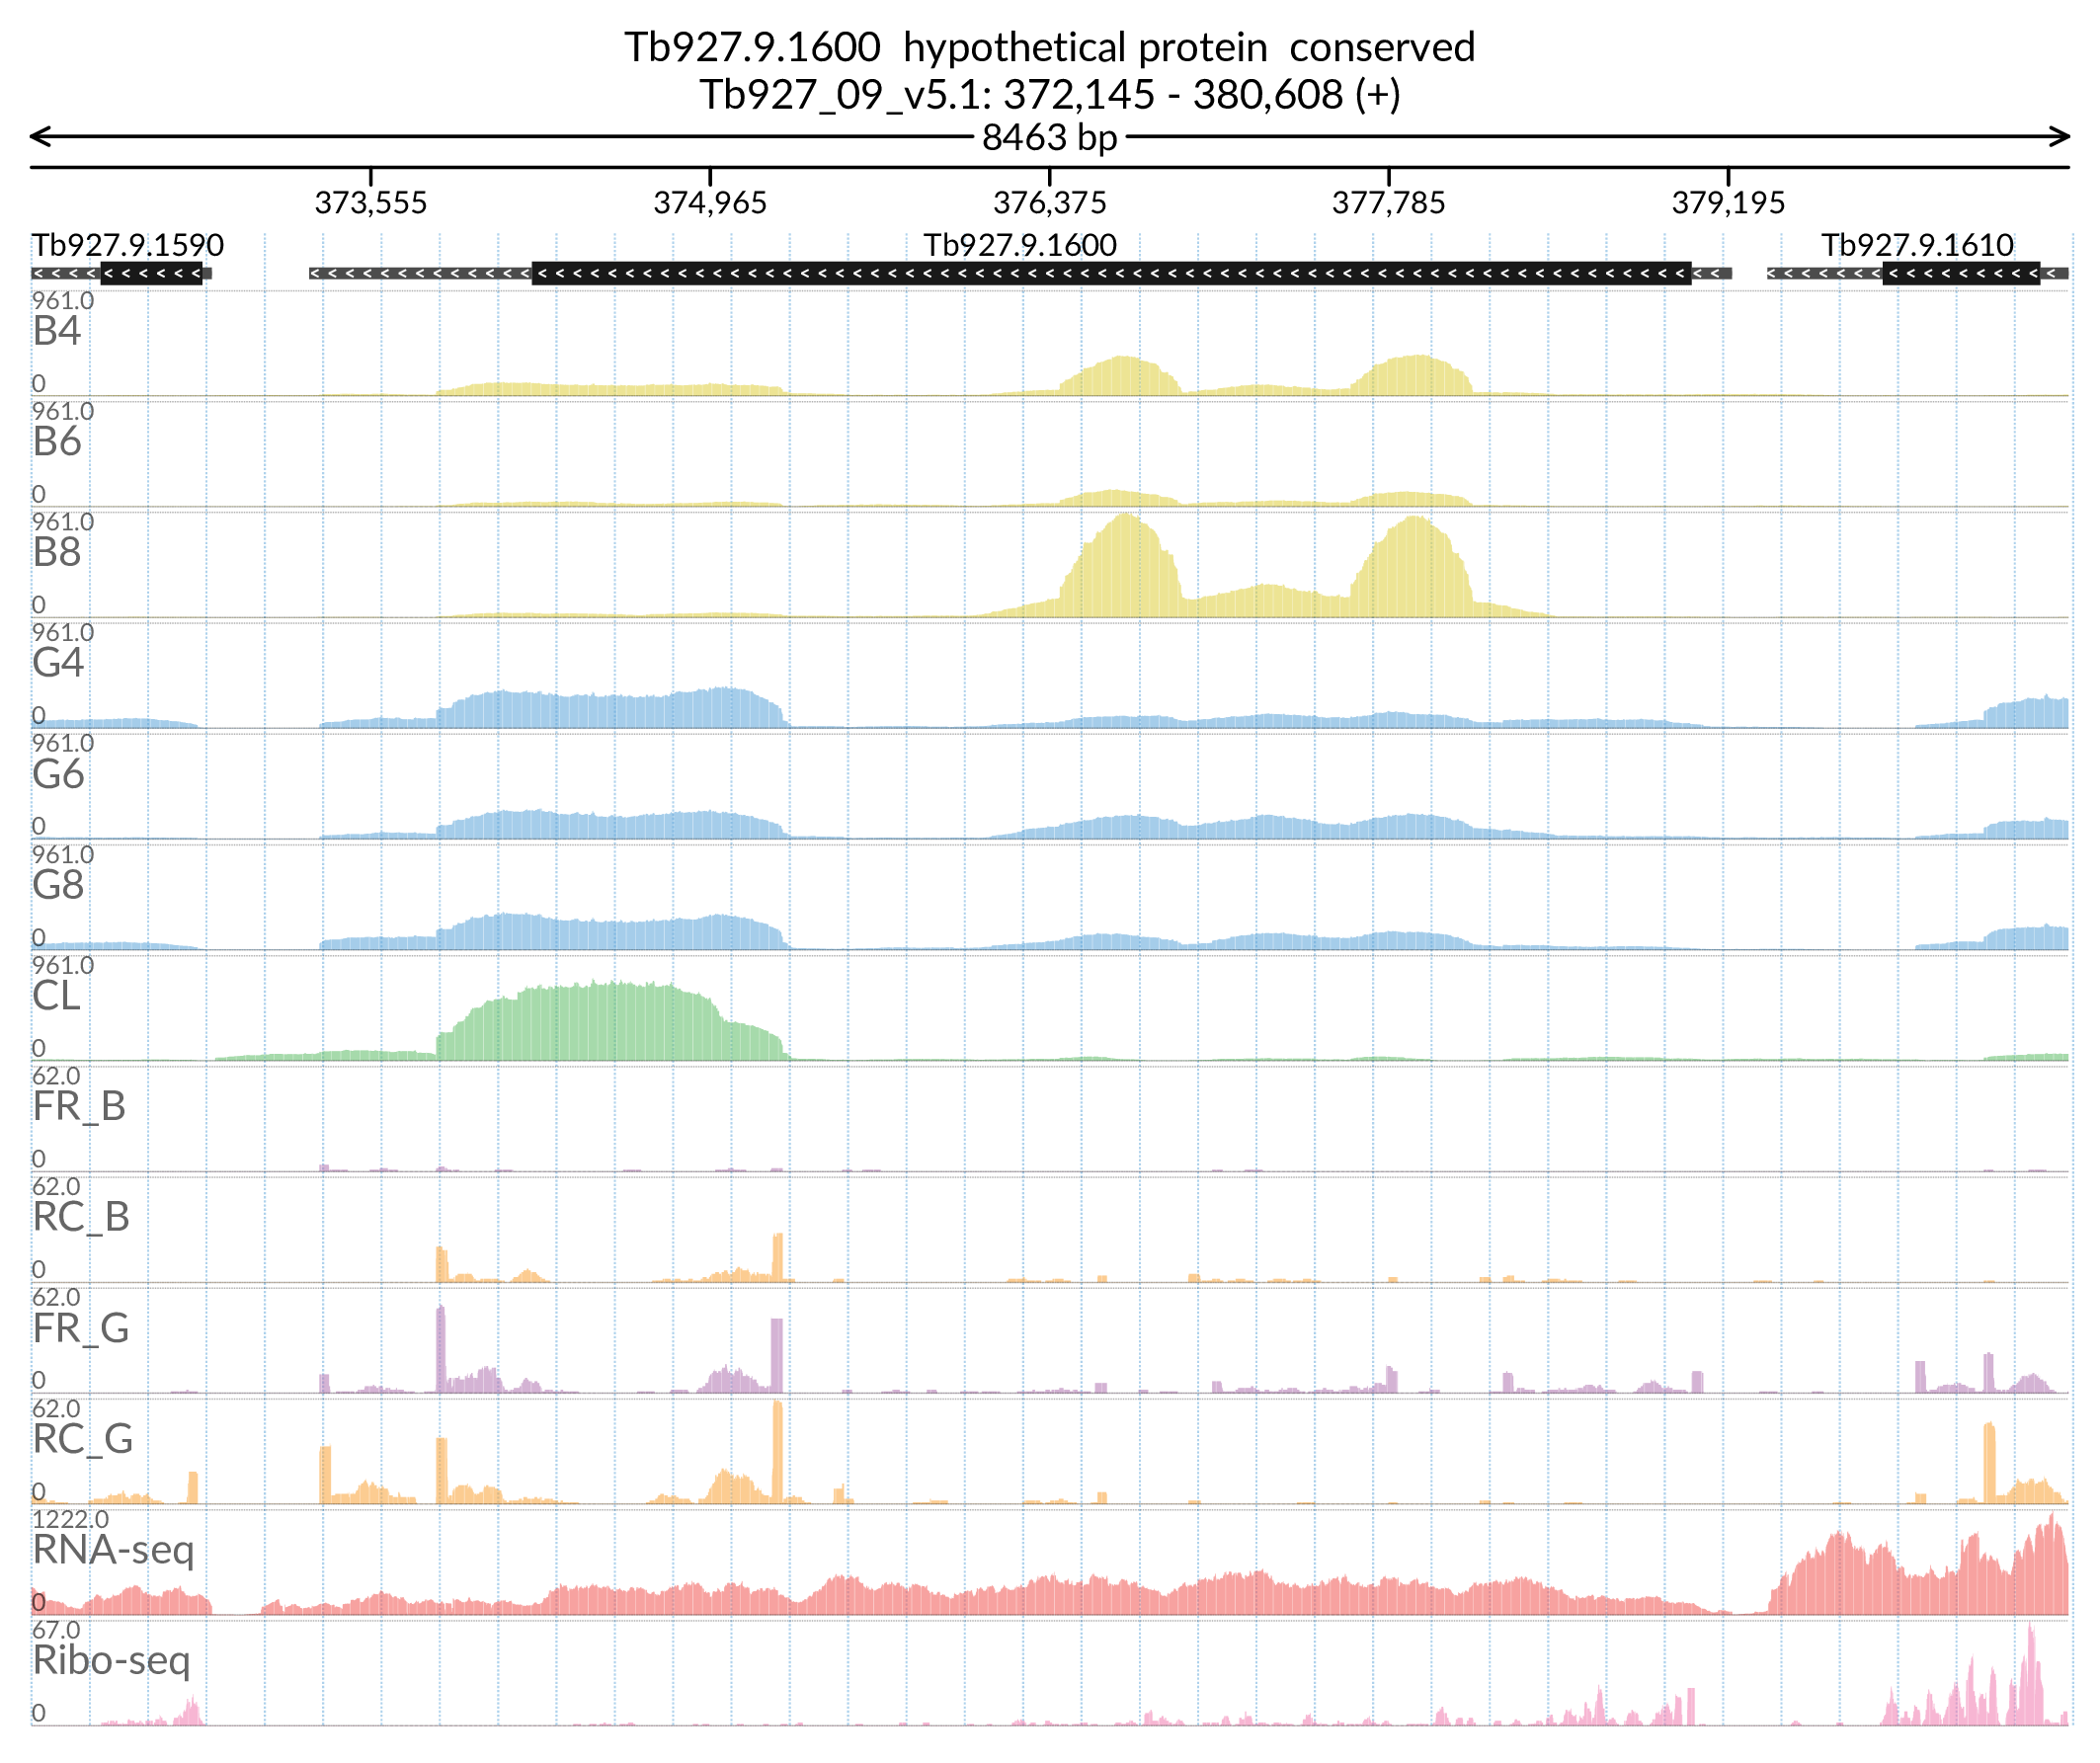 Tb927.9.1600 hypothetical protein conserved
Tb927_09_v5.1: 372,145 - 380,608 (+)
8463 bp
373,555 374,965 376,375 377,785 379,195
Tb927.9.1590 Tb927.9.1600 Tb927.9.1610
961.0
B4
0
961.0
B6
0
961.0
B8
0
961.0
G4
0
961.0
G6
0
961.0
G8
0
961.0
CL
0
62.0
FR_B
0
62.0
RC_B
0
62.0
FR_G
0
62.0
RC_G
0
1222.0
RNA-seq
0
67.0
Ribo-seq
0